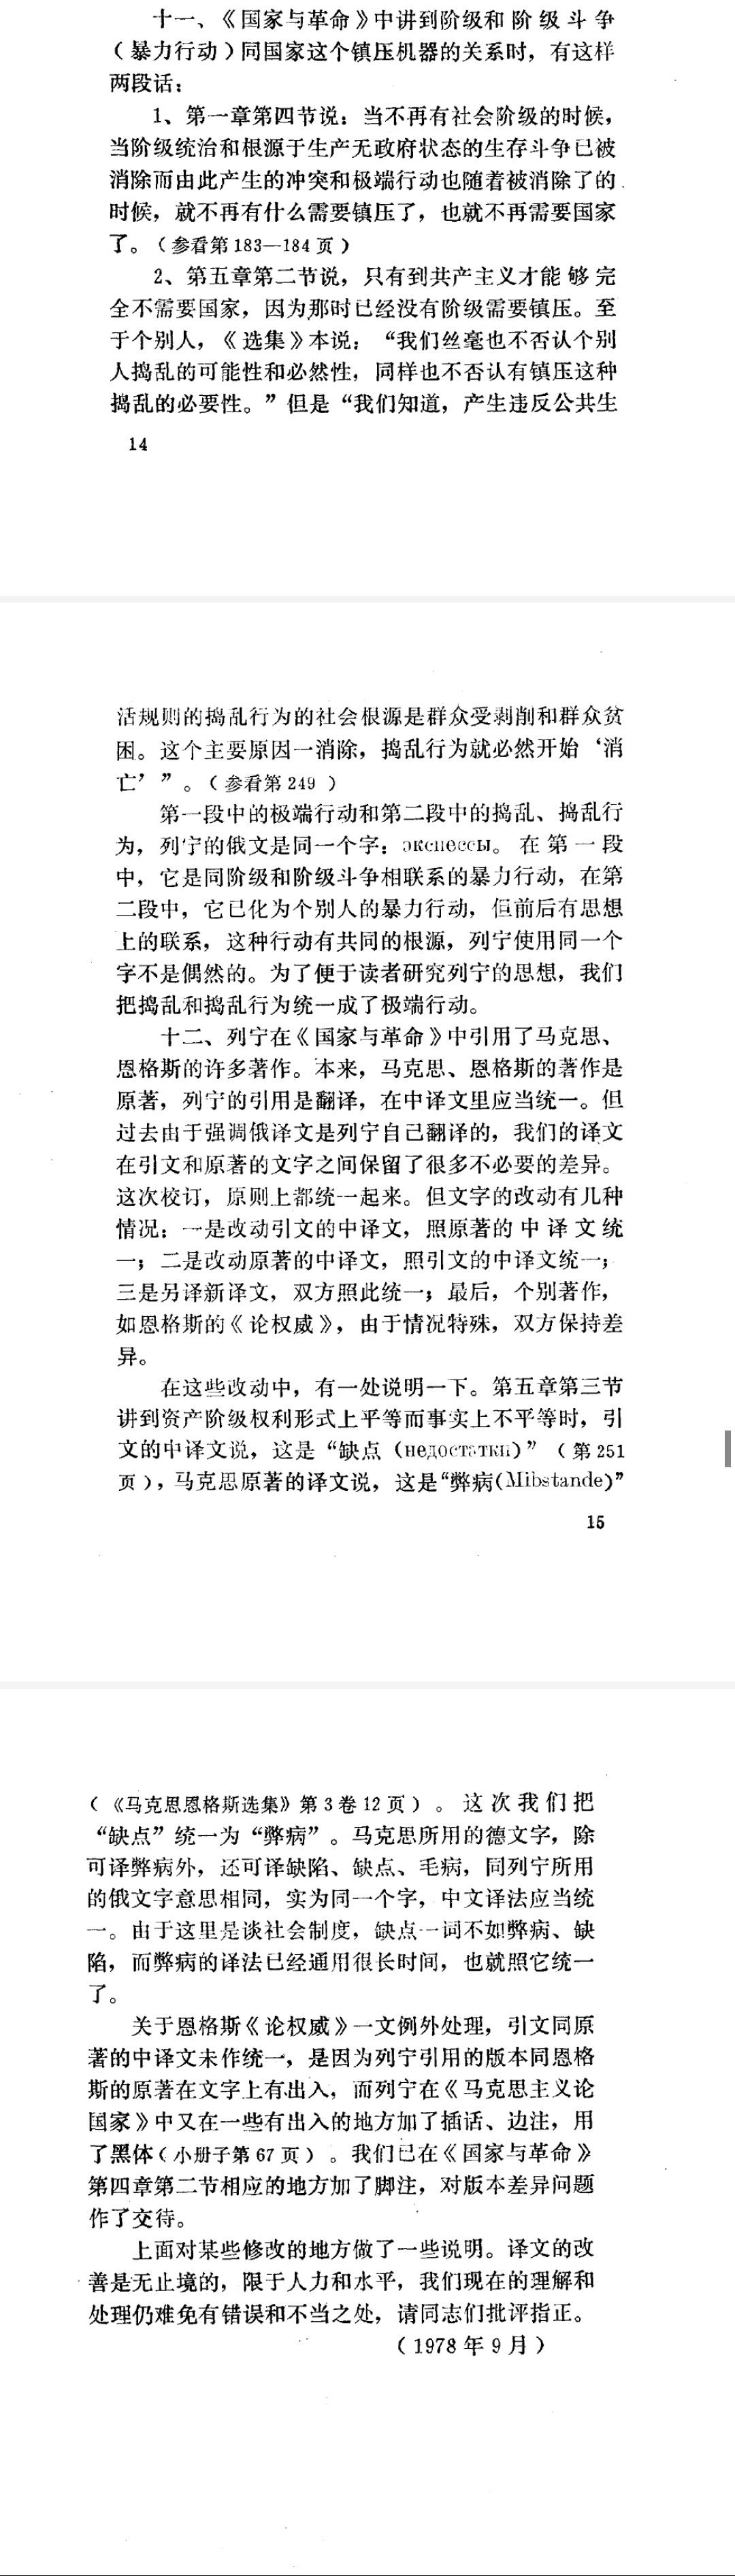 十一、《国家与革命》中讲到阶级和阶级斗争
（暴力行动）同国家这个镇压机器的关系时，有这样
两段话：
1、第一章第四节说：当不再有社会阶级的时候，
当阶级统治和根源于生产无政府状态的生存斗争已被
消除而由此产生的冲突和极端行动也随着被消除了的
时候，就不再有什么需要镇压了，也就不再需要国家
了。（参看第183—184页）
2、第五章第二节说，只有到共产主义才能够完
全不需要国家，因为那时已经没有阶级需要镇压。至
于个别人，《选集》本说：“我们丝毫也不否认个别
人捣乱的可能性和必然性，同样也不否认有镇压这种
捣乱的必要性。”但是“我们知道，产生违反公共生
14
活规则的捣乱行为的社会根源是群众受剥削和群众贫
困。这个主要原因一消除，捣乱行为就必然开始‘消
亡’”。（参看第249 ）
第一段中的极端行动和第二段中的捣乱、捣乱行
为，列宁的俄文是同一个字：эксцессы。在第一段
中，它是同阶级和阶级斗争相联系的暴力行动，在第
二段中，它已化为个别人的暴力行动，但前后有思想
上的联系，这种行动有共同的根源，列宁使用同一个
字不是偶然的。为了便于读者研究列宁的思想，我们
把捣乱和捣乱行为统一成了极端行动。
十二、列宁在《国家与革命》中引用了马克思、
恩格斯的许多著作。本来，马克思、恩格斯的著作是
原著，列宁的引用是翻译，在中译文里应当统一。但
过去由于强调俄译文是列宁自己翻译的，我们的译文
在引文和原著的文字之间保留了很多不必要的差异。
这次校订，原则上都统一起来。但文字的改动有几种
情况：一是改动引文的中译文，照原著的中译文统
一；二是改动原著的中译文，照引文的中译文统一；
三是另译新译文，双方照此统一；最后，个别著作，
如恩格斯的《论权威》，由于情况特殊，双方保持差
异。
在这些改动中，有一处说明一下。第五章第三节
讲到资产阶级权利形式上平等而事实上不平等时，引
文的中译文说，这是“缺点（недостатки）”（第251
页），马克思原著的译文说，这是“弊病(Mibstande)”
15
（《马克思恩格斯选集》第3卷12页）。这次我们把
“缺点”统一为“弊病”。马克思所用的德文字，除
可译弊病外，还可译缺陷、缺点、毛病，同列宁所用
的俄文字意思相同，实为同一个字，中文译法应当统
一。由于这里是谈社会制度，缺点一词不如弊病、缺
陷，而弊病的译法已经通用很长时间，也就照它统一
了。
关于恩格斯《论权威》一文例外处理，引文同原
著的中译文未作统一，是因为列宁引用的版本同恩格
斯的原著在文字上有出入，而列宁在《马克思主义论
国家》中又在一些有出入的地方加了插话、边注，用
了黑体（小册子第67页）。我们已在《国家与革命》
第四章第二节相应的地方加了脚注，对版本差异问题
作了交待。
上面对某些修改的地方做了一些说明。译文的改
善是无止境的，限于人力和水平，我们现在的理解和
处理仍难免有错误和不当之处，请同志们批评指正。
（1978年9月）